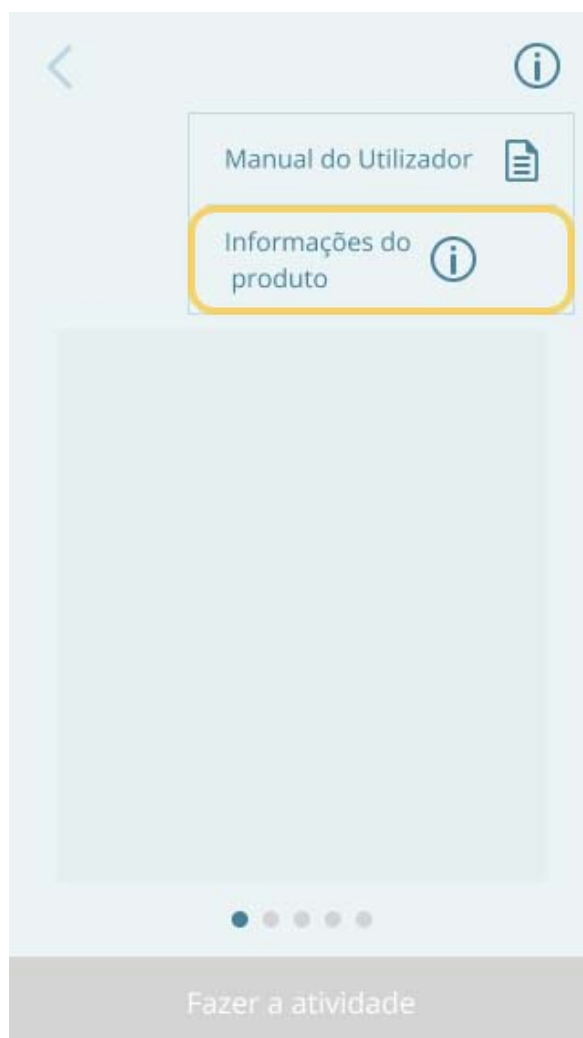 Manual do Utilizador
Informações do
produto
Fazer a atividade